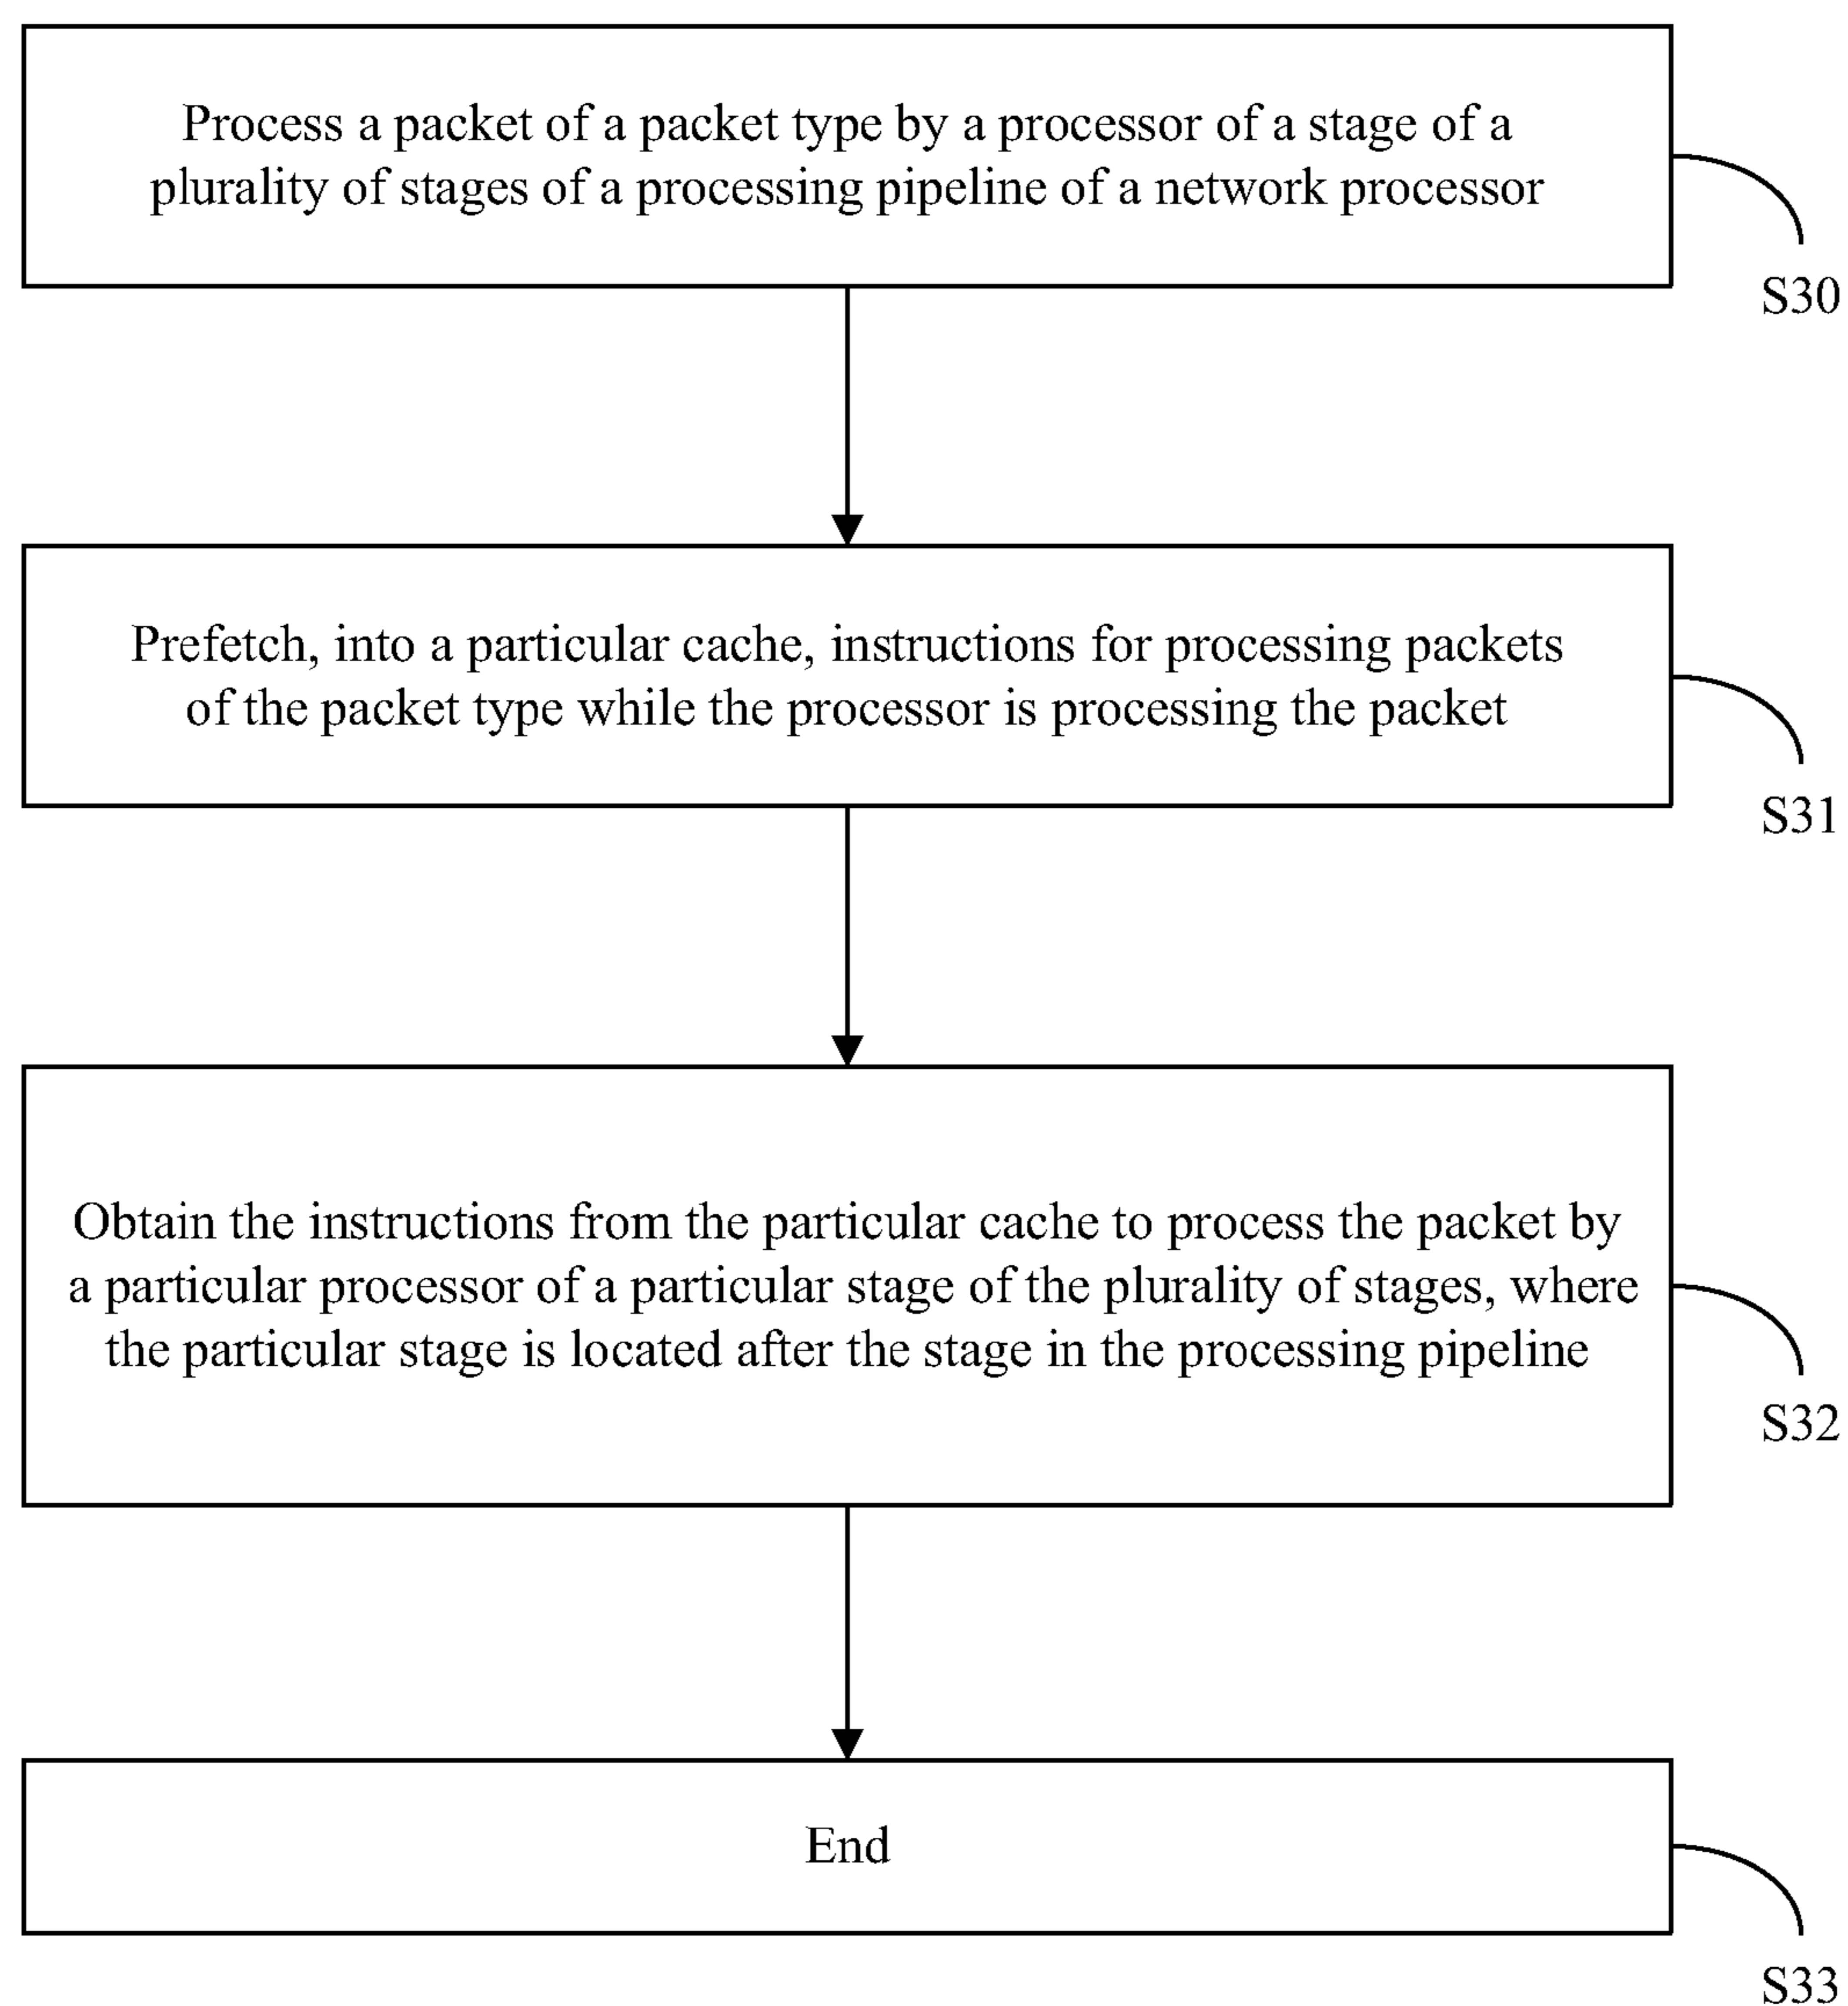 Process a packet of a packet type by a processor of a stage of a
plurality of stages of a processing pipeline of a network processor
S30
Prefetch, into a particular cache, instructions for processing packets
of the packet type while the processor is processing the packet
S31
Obtain the instructions from the particular cache to process the packet by
a particular processor of a particular stage of the plurality of stages, where
the particular stage is located after the stage in the processing pipeline
S32
End
S33